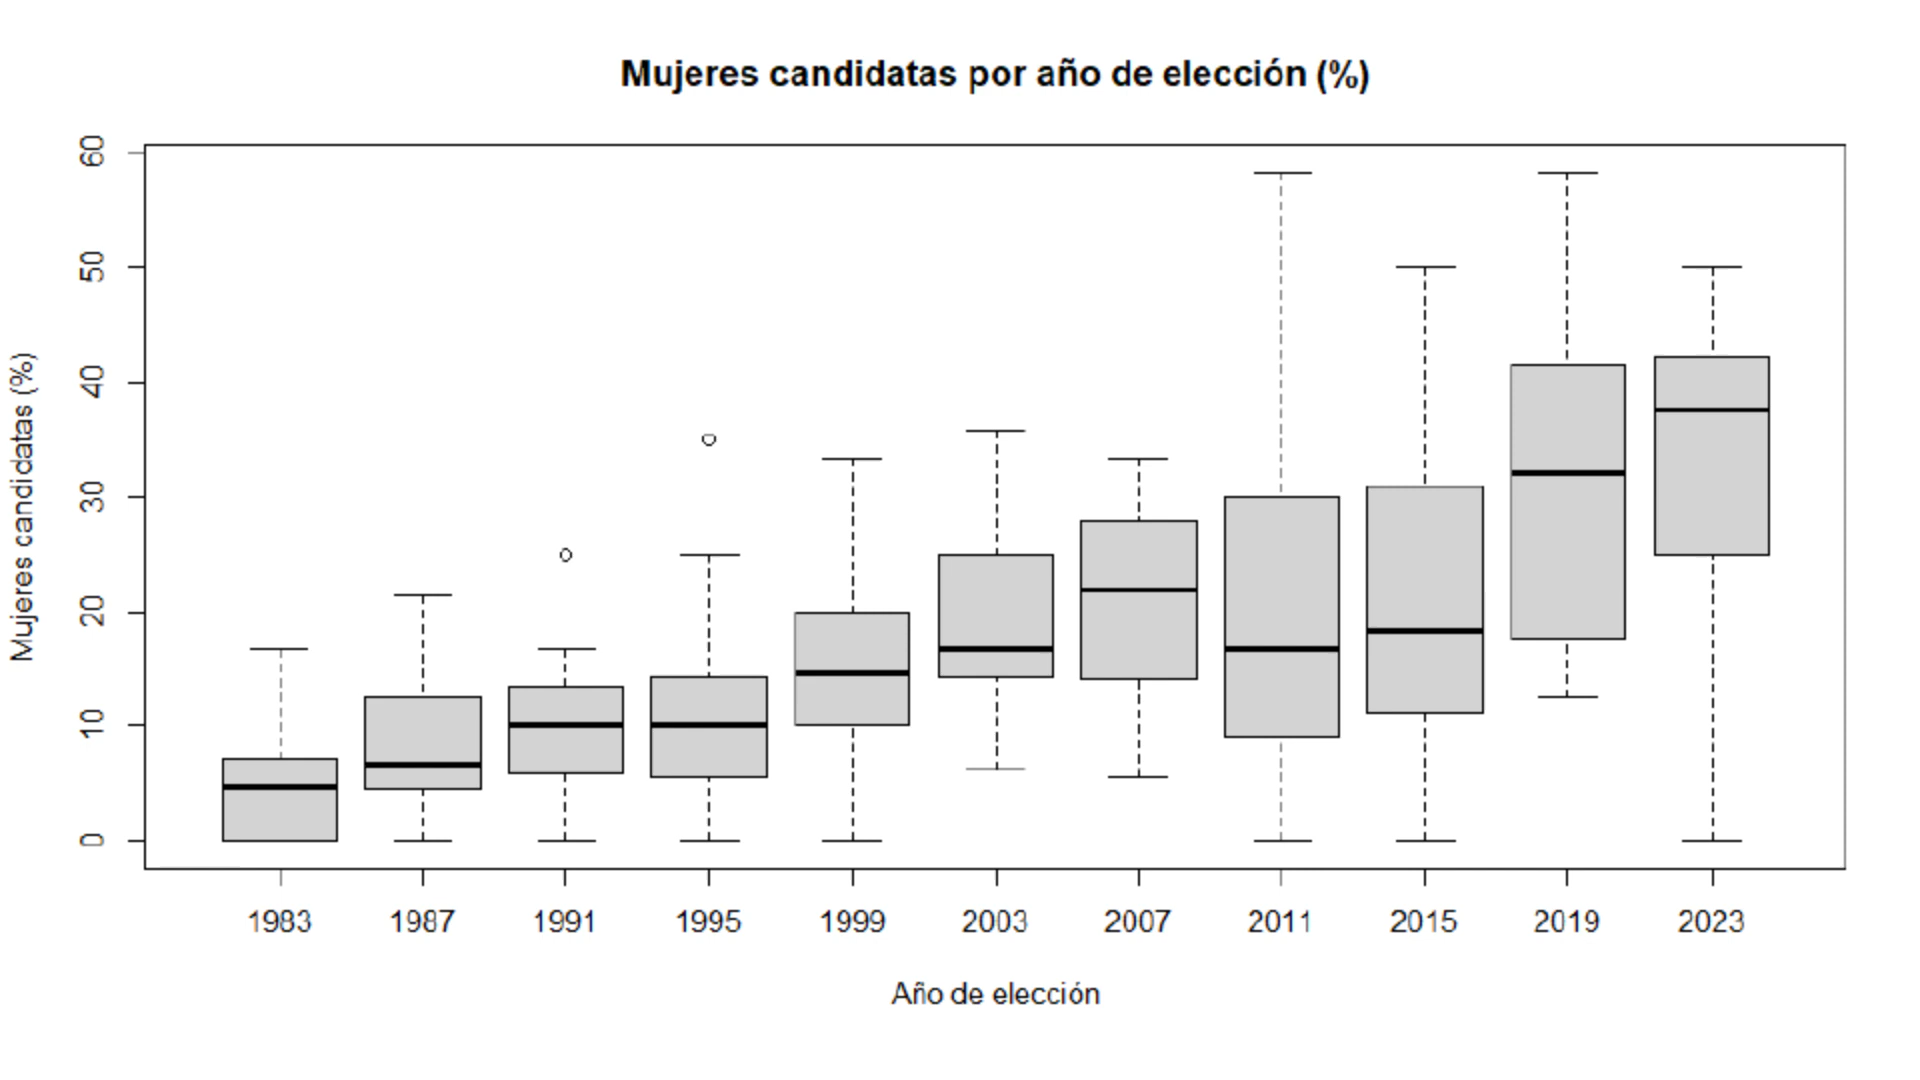 Mujeres candidatas por año de elección (%)
Mujeres candidatas (%)
60
50
40
30
20
10
0
1983 1987 1991 1995 1999 2003 2007 2011 2015 2019 2023
Año de elección